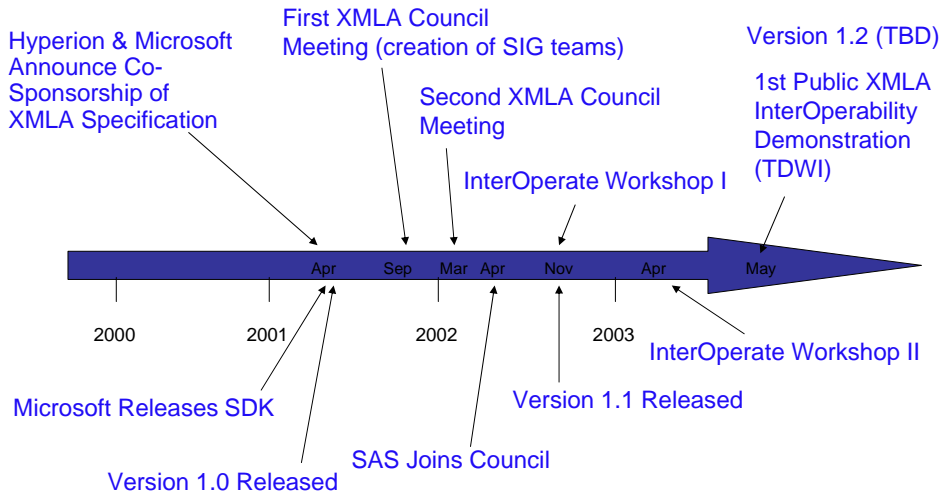 Hyperion & Microsoft
Announce Co-
Sponsorship of
XMLA Specification
First XMLA Council
Meeting (creation of SIG teams)
Second XMLA Council
Meeting
InterOperate Workshop I
Version 1.2 (TBD)
1st Public XMLA
InterOperability
Demonstration
(TDWI)
Apr Sep Mar Apr Nov Apr May
2000 2001 2002 2003
InterOperate Workshop II
Microsoft Releases SDK
Version 1.1 Released
SAS Joins Council
Version 1.0 Released